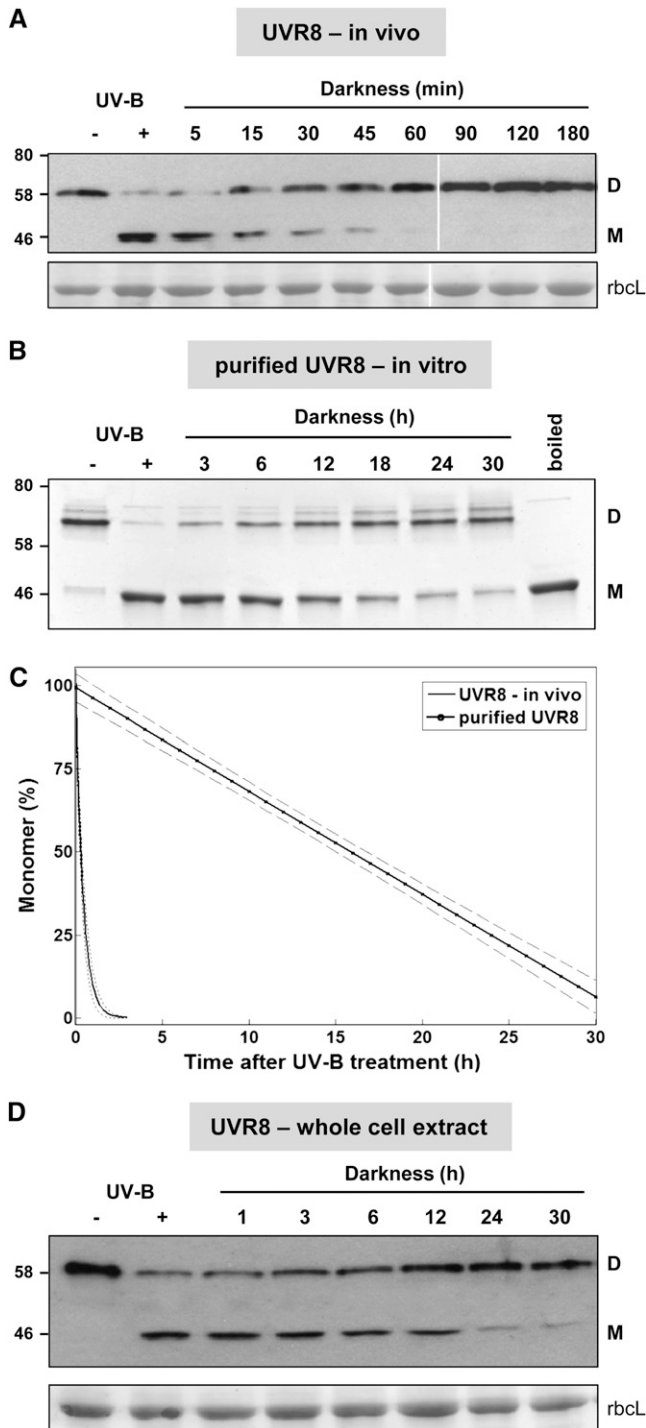 A
UVR8 – in vivo
UV-B
Darkness (min)
- + 5 15 30 45 60 90 120 180
80
58
46
D
M
rbcL
B
purified UVR8 – in vitro
UV-B
Darkness (h)
boiled
- + 3 6 12 18 24 30
80
58
46
D
M
C
UVR8 - in vivo
purified UVR8
Monomer (%)
100
75
50
25
0
0 5 10 15 20 25 30
Time after UV-B treatment (h)
D
UVR8 – whole cell extract
UV-B
Darkness (h)
- + 1 3 6 12 24 30
58
46
D
M
rbcL